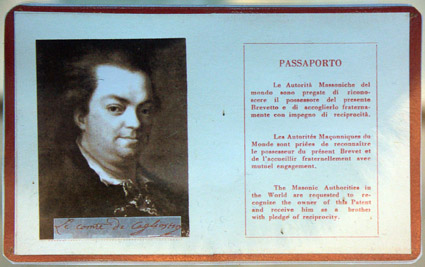 Le Comte de Cagliostro
PASSAPORTO
Le Autorità Massoniche del
mondo sono pregate di ricono-
scere il possessore del presente
Brevetto e di accoglierlo fraterna-
mente con impegno di reciprocità.
Les Autorités Maçonniques du
Monde sont priées de reconnaître
le possesseur du présent Brevet et
de l'accueillir fraternellement avec
mutuel engagement.
The Masonic Authorities in
the World are requested to re-
cognize the owner of this Patent
and receive him as a brother
with pledge of reciprocity.